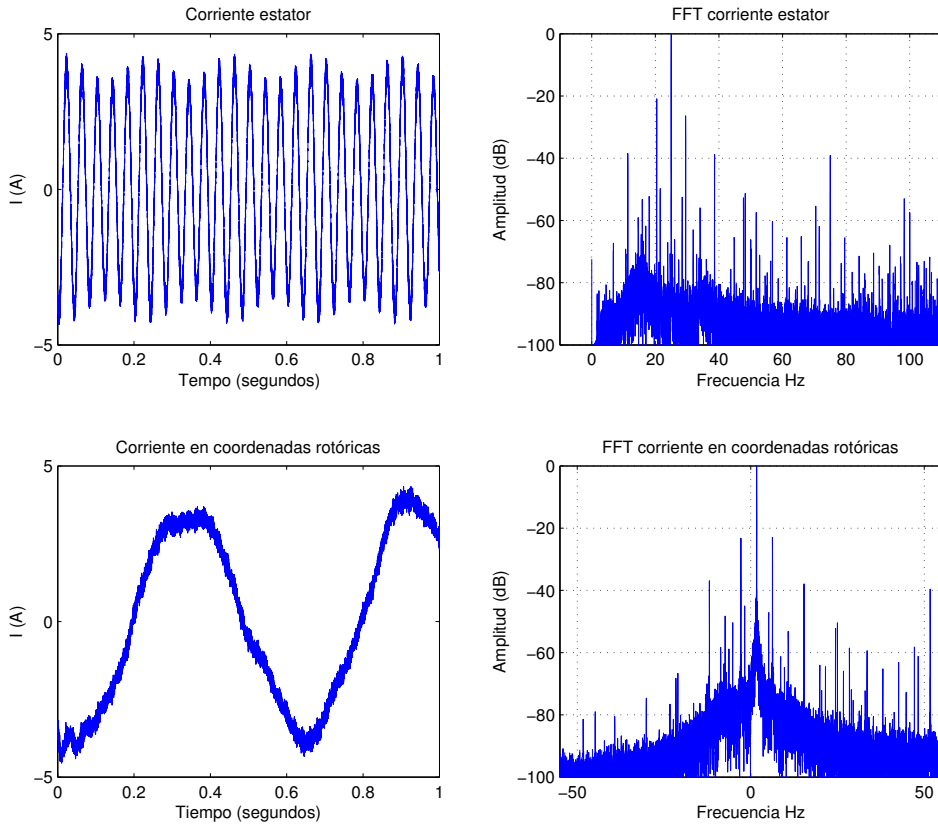 Corriente estator
5
0
−5
I (A)
0 0.2 0.4 0.6 0.8 1
Tempo (segundos)
FFT corriente estator
0
−20
−40
−60
−80
−100
Amplitud (dB)
0 20 40 60 80 100
Frecuencia Hz
Corriente en coordenadas rotóricas
5
0
−5
I (A)
0 0.2 0.4 0.6 0.8 1
Tiempo (segundos)
FFT corriente en coordenadas rotóricas
0
−20
−40
−60
−80
−100
Amplitud (dB)
−50 0 50
Frecuencia Hz